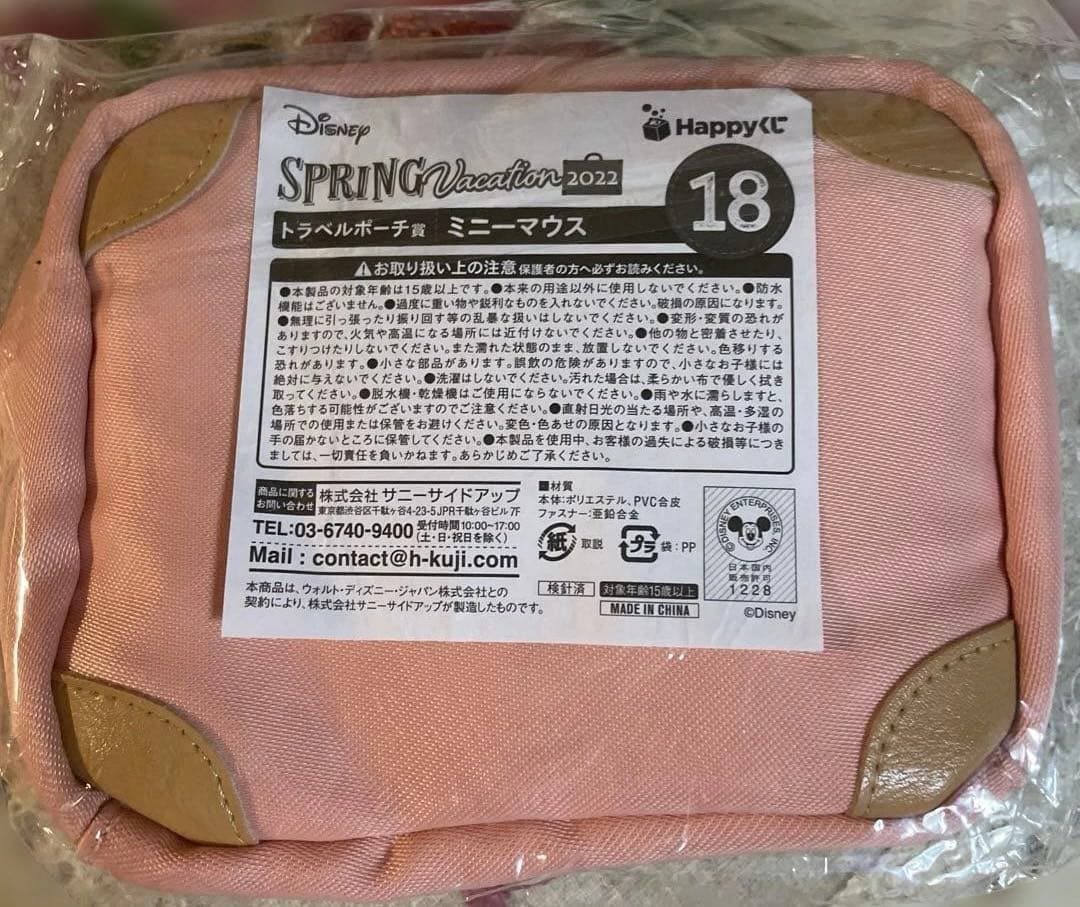 Disney
Happyくじ
SPRING Vacation 2022
18
トラベルポーチ賞 ミニーマウス
⚠お取り扱い上の注意 保護者の方へ必ずお読みください。
●本製品の対象年齢は15歳以上です。●本来の用途以外に使用しないでください。●防水
機能はございません。●過度に重い物や鋭利なものを入れないでください。破損の原因になります。
●無理に引っ張ったり振り回す等の乱暴な扱いはしないでください。●変形・変質の恐れが
ありますので、火気や高温になる場所には近付けないでください。●他の物と密着させたり、
こすりつけたりしないでください。また濡れた状態のまま、放置しないでください。色移りする
恐れがあります。●小さな部品があります。誤飲の危険がありますので、小さなお子様には
絶対に与えないでください。●洗濯はしないでください。汚れた場合は、柔らかい布で優しく拭き
取ってください。●脱水機・乾燥機はご使用にならないでください。●雨や水に濡らしますと、
色落ちする可能性がございますのでご注意ください。●直射日光の当たる場所や、高温・多湿の
場所での使用または保管をお避けください。変色・色あせの原因となります。●小さなお子様の
手の届かないところに保管してください。●本製品を使用中、お客様の過失による破損等につき
ましては、一切責任を負いかねます。あらかじめご了承ください。
商品に関する
お問い合わせ
株式会社 サニーサイドアップ
東京都渋谷区千駄ヶ谷4-23-5 JPR千駄ヶ谷ビル7F
TEL:03-6740-9400 受付時間 10:00~17:00
(土・日・祝日を除く)
Mail : contact@h-kuji.com
本商品は、ウォルト・ディズニー・ジャパン株式会社との
契約により、株式会社サニーサイドアップが製造したものです。
■材質
本体:ポリエステル、PVC合皮
ファスナー:亜鉛合金
紙 取説
プラ 袋:PP
検針済
対象年齢15歳以上
MADE IN CHINA
©DISNEY ENTERPRISES, INC
日本国内
販売許可
1228
©Disney